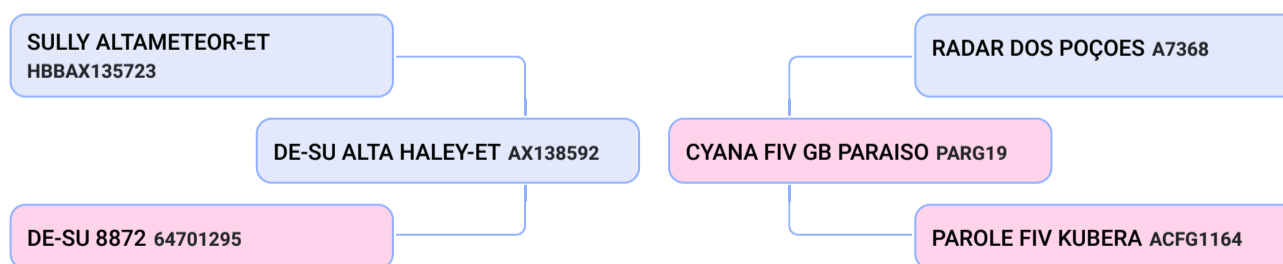 SULLY ALTAMETEOR-ET
HBBAX135723
RADAR DOS POÇOES A7368
DE-SU ALTA HALEY-ET AX138592
CYANA FIV GB PARAISO PARG19
DE-SU 8872 64701295
PAROLE FIV KUBERA ACFG1164